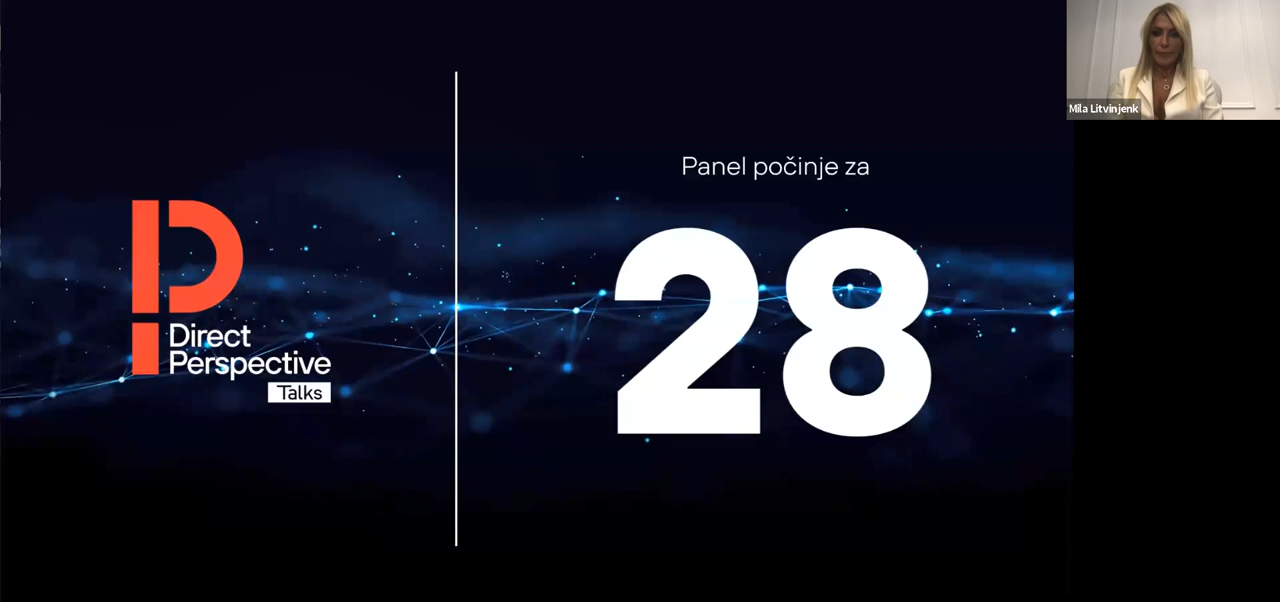 Direct
Perspective
Talks
Panel počinje za
28
Mila Litvinjenk